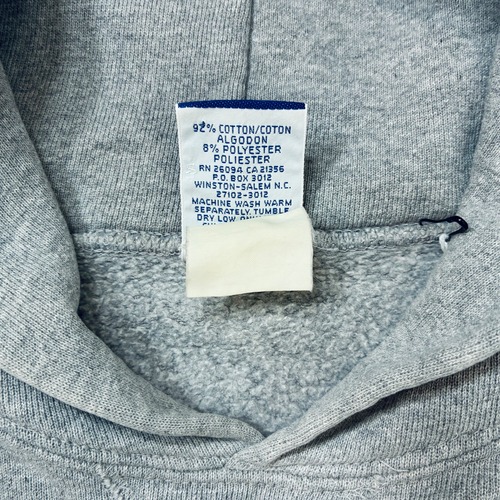 92% COTTON/COTON
ALGODON
8% POLYESTER
POLIESTER
RN 26094 CA 21356
P.O. BOX 3012
WINSTON-SALEM N.C.
27102-3012
MACHINE WASH WARM
SEPARATELY. TUMBLE
DRY LOW